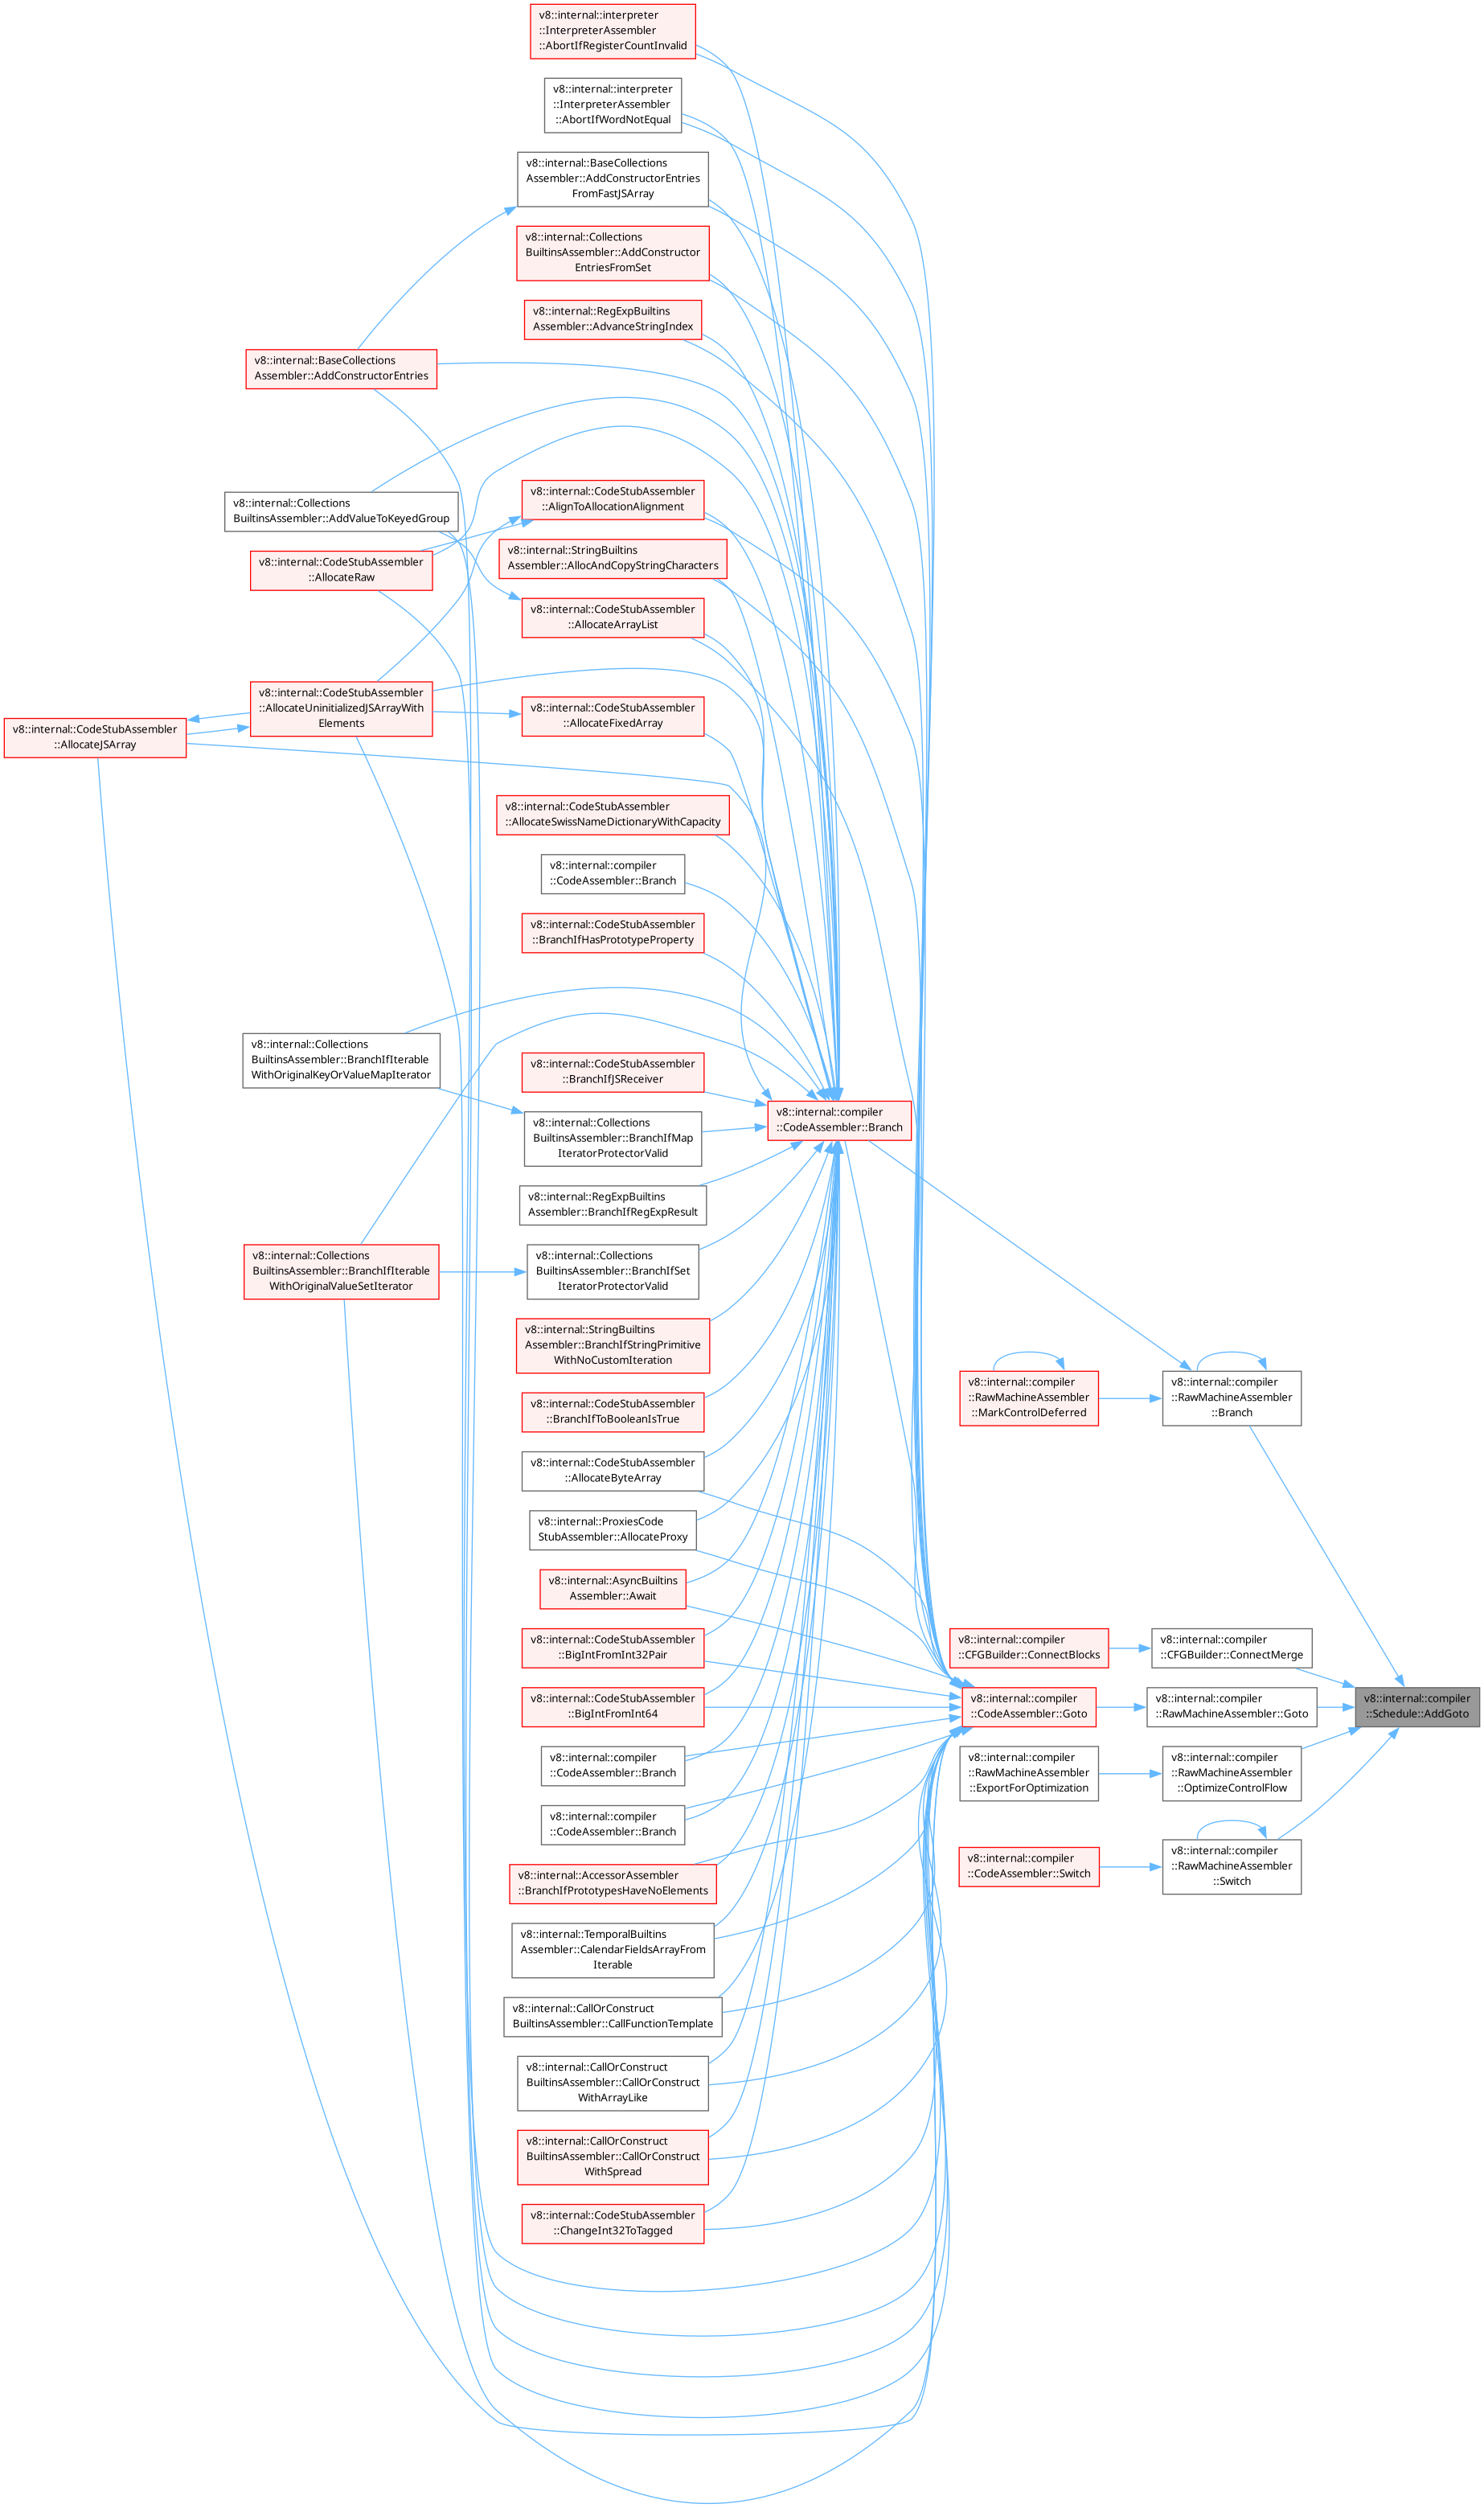 v8::internal::interpreter
::InterpreterAssembler
::AbortIfRegisterCountInvalid
v8::internal::interpreter
::InterpreterAssembler
::AbortIfWordNotEqual
v8::internal::BaseCollections
Assembler::AddConstructorEntries
FromFastJSArray
v8::internal::Collections
BuiltinsAssembler::AddConstructor
EntriesFromSet
v8::internal::RegExpBuiltins
Assembler::AdvanceStringIndex
v8::internal::BaseCollections
Assembler::AddConstructorEntries
v8::internal::Collections
BuiltinsAssembler::AddValueToKeyedGroup
v8::internal::CodeStubAssembler
::AlignToAllocationAlignment
v8::internal::StringBuiltins
Assembler::AllocAndCopyStringCharacters
v8::internal::CodeStubAssembler
::AllocateRaw
v8::internal::CodeStubAssembler
::AllocateArrayList
v8::internal::CodeStubAssembler
::AllocateUninitializedJSArrayWith
Elements
v8::internal::CodeStubAssembler
::AllocateFixedArray
v8::internal::CodeStubAssembler
::AllocateJSArray
v8::internal::CodeStubAssembler
::AllocateSwissNameDictionaryWithCapacity
v8::internal::compiler
::CodeAssembler::Branch
v8::internal::CodeStubAssembler
::BranchIfHasPrototypeProperty
v8::internal::Collections
BuiltinsAssembler::BranchIfIterable
WithOriginalKeyOrValueMapIterator
v8::internal::CodeStubAssembler
::BranchIfJSReceiver
v8::internal::compiler
::CodeAssembler::Branch
v8::internal::Collections
BuiltinsAssembler::BranchIfMap
IteratorProtectorValid
v8::internal::RegExpBuiltins
Assembler::BranchIfRegExpResult
v8::internal::Collections
BuiltinsAssembler::BranchIfIterable
WithOriginalValueSetIterator
v8::internal::Collections
BuiltinsAssembler::BranchIfSet
IteratorProtectorValid
v8::internal::StringBuiltins
Assembler::BranchIfStringPrimitive
WithNoCustomIteration
v8::internal::compiler
::RawMachineAssembler
::MarkControlDeferred
v8::internal::compiler
::RawMachineAssembler
::Branch
v8::internal::CodeStubAssembler
::BranchIfToBooleanIsTrue
v8::internal::CodeStubAssembler
::AllocateByteArray
v8::internal::ProxiesCode
StubAssembler::AllocateProxy
v8::internal::AsyncBuiltins
Assembler::Await
v8::internal::CodeStubAssembler
::BigIntFromInt32Pair
v8::internal::compiler
::CFGBuilder::ConnectBlocks
v8::internal::compiler
::CFGBuilder::ConnectMerge
v8::internal::CodeStubAssembler
::BigIntFromInt64
v8::internal::compiler
::CodeAssembler::Goto
v8::internal::compiler
::RawMachineAssembler::Goto
v8::internal::compiler
::Schedule::AddGoto
v8::internal::compiler
::CodeAssembler::Branch
v8::internal::compiler
::RawMachineAssembler
::ExportForOptimization
v8::internal::compiler
::RawMachineAssembler
::OptimizeControlFlow
v8::internal::compiler
::CodeAssembler::Branch
v8::internal::compiler
::CodeAssembler::Switch
v8::internal::compiler
::RawMachineAssembler
::Switch
v8::internal::AccessorAssembler
::BranchIfPrototypesHaveNoElements
v8::internal::TemporalBuiltins
Assembler::CalendarFieldsArrayFrom
Iterable
v8::internal::CallOrConstruct
BuiltinsAssembler::CallFunctionTemplate
v8::internal::CallOrConstruct
BuiltinsAssembler::CallOrConstruct
WithArrayLike
v8::internal::CallOrConstruct
BuiltinsAssembler::CallOrConstruct
WithSpread
v8::internal::CodeStubAssembler
::ChangeInt32ToTagged